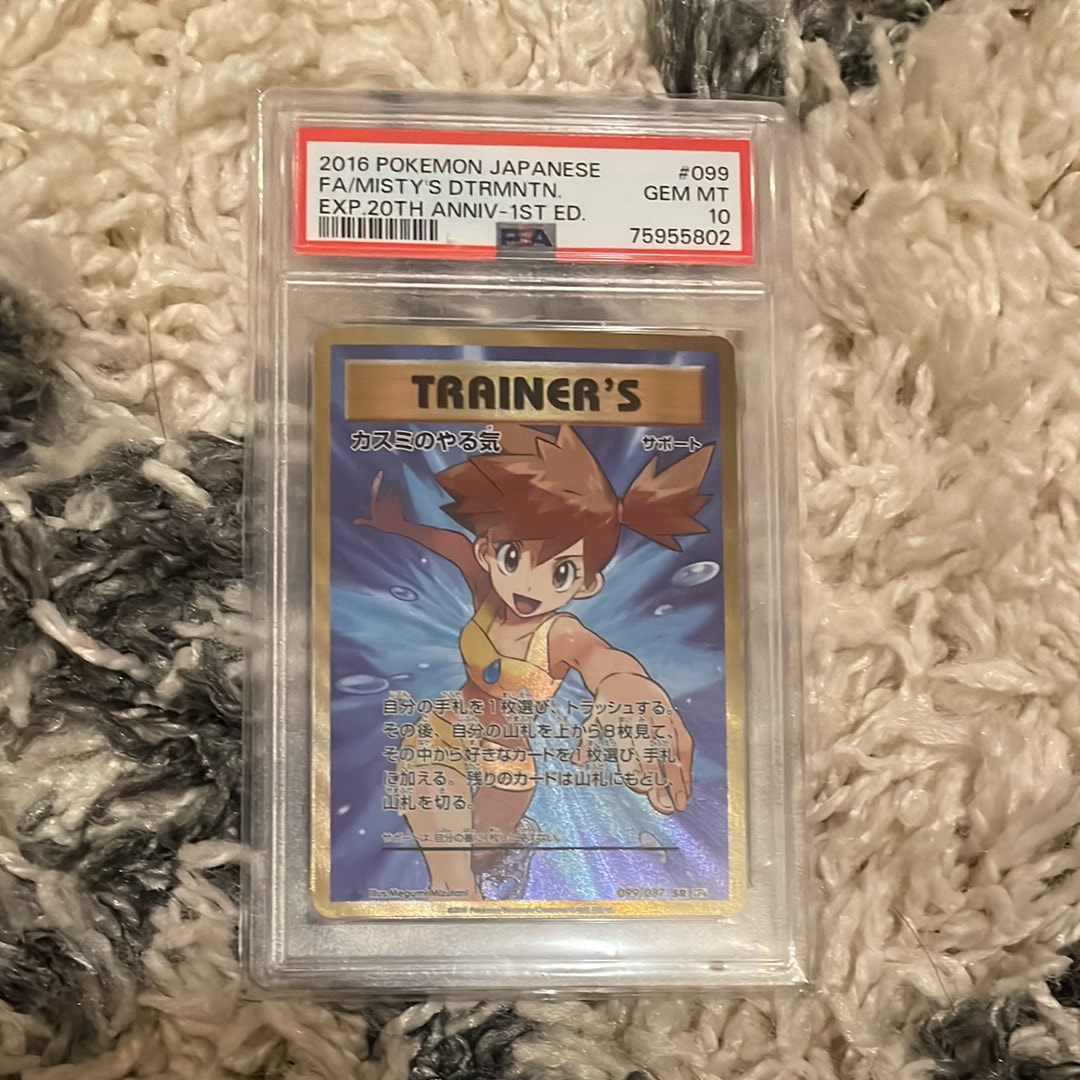 2016 POKEMON JAPANESE #099
FA/MISTY'S DTRMNTN. GEM MT
EXP.20TH ANNIV-1ST ED. 10
PSA 75955802
TRAINER'S
カスミのやる気 サポート
自分の手札を1枚選び、トラッシュする。
その後、自分の山札を上から8枚見て、
その中から好きなカードを1枚選び、手札
に加える。残りのカードは山札にもどし、
山札を切る。
Illus. Megumi Mizutani
099/087 SR